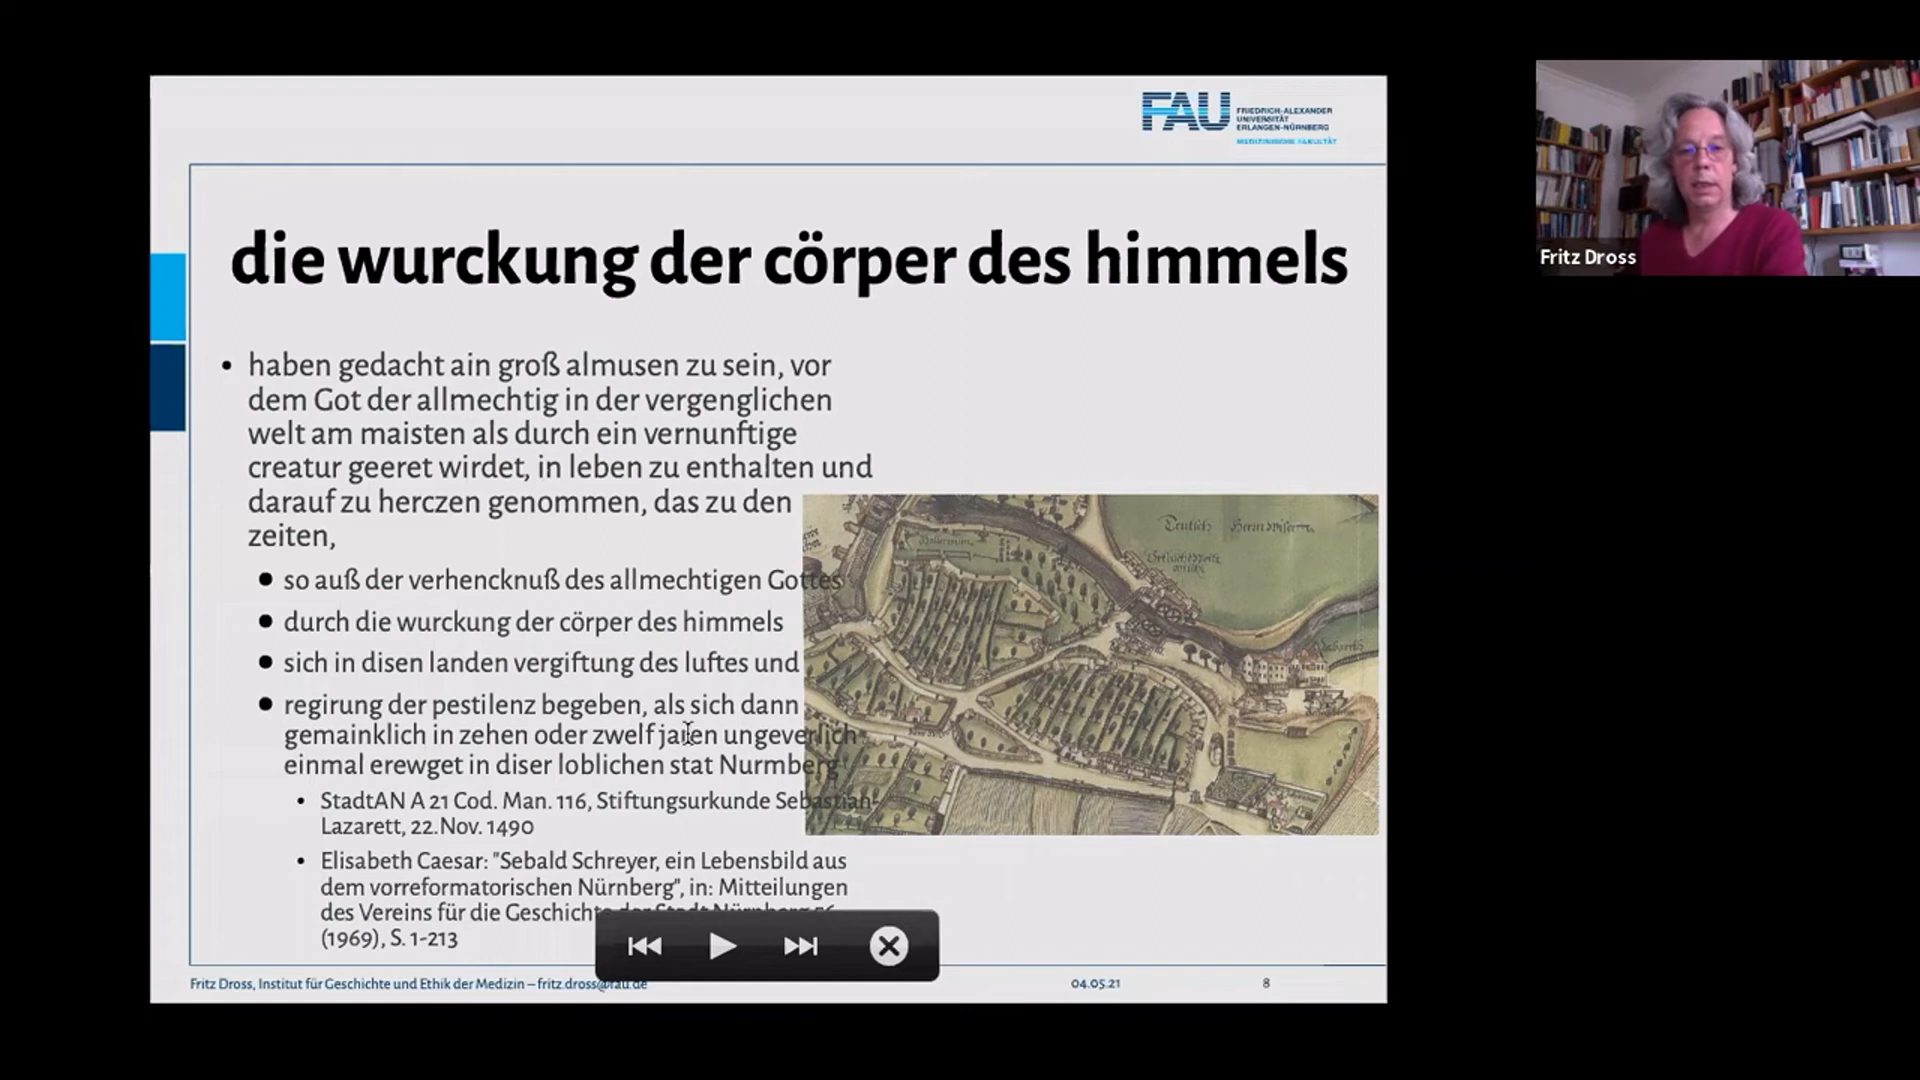 FAU
FRIEDRICH-ALEXANDER
UNIVERSITÄT
ERLANGEN-NÜRNBERG
MEDIZINISCHE FAKULTÄT
die wurckung der cörper des himmels
• haben gedacht ain groß almusen zu sein, vor
dem Got der allmechtig in der vergenglichen
welt am maisten als durch ein vernunftige
creatur geeret wirdet, in leben zu enthalten und
darauf zu herczen genommen, das zu den
zeiten,
● so auß der verhencknuß des allmechtigen Gottes
● durch die wurckung der cörper des himmels
● sich in disen landen vergiftung des luftes und
● regirung der pestilenz begeben, als sich dann
gemainklich in zehen oder zwelf jaren ungeverlich
einmal erewget in diser loblichen stat Nurmberg
• StadtAN A 21 Cod. Man. 116, Stiftungsurkunde Sebastian-
Lazarett, 22.Nov. 1490
• Elisabeth Caesar: "Sebald Schreyer, ein Lebensbild aus
dem vorreformatorischen Nürnberg", in: Mitteilungen
des Vereins für die Geschichte der Stadt Nürnberg 56
(1969), S. 1-213
Fritz Dross, Institut für Geschichte und Ethik der Medizin – fritz.dross@fau.de
04.05.21
8
Fritz Dross